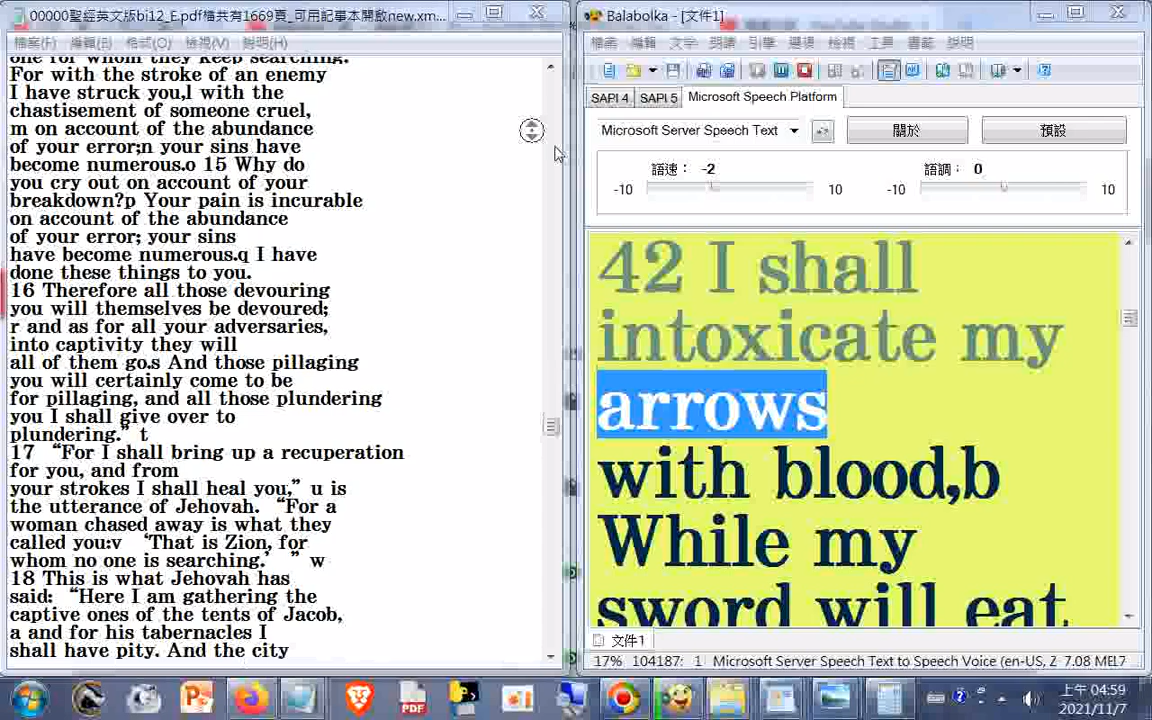 00000聖經英文版bi12_E.pdf檔共有1669頁_可用記事本開啟new.xm...
檔案(F) 編輯(E) 格式(O) 檢視(V) 說明(H)
one for whom they keep searching.
For with the stroke of an enemy
I have struck you,l with the
chastisement of someone cruel,
m on account of the abundance
of your error;n your sins have
become numerous.o 15 Why do
you cry out on account of your
breakdown?p Your pain is incurable
on account of the abundance
of your error; your sins
have become numerous.q I have
done these things to you.
16 Therefore all those devouring
you will themselves be devoured;
r and as for all your adversaries,
into captivity they will
all of them go.s And those pillaging
you will certainly come to be
for pillaging, and all those plundering
you I shall give over to
plundering.” t
17 “For I shall bring up a recuperation
for you, and from
your strokes I shall heal you,” u is
the utterance of Jehovah. “For a
woman chased away is what they
called you:v ‘That is Zion, for
whom no one is searching.’ ” w
18 This is what Jehovah has
said: “Here I am gathering the
captive ones of the tents of Jacob,
a and for his tabernacles I
shall have pity. And the city
Balabolka - [文件1]
檔案 編輯 文字 朗讀 引擎 選項 檢視 工具 書籤 說明
SAPI 4 SAPI 5 Microsoft Speech Platform
Microsoft Server Speech Text 關於 預設
語速： -2 語調： 0
-10 10 -10 10
42 I shall
intoxicate my
arrows
with blood,b
While my
sword will eat
文件1
17% 104187: 1 Microsoft Server Speech Text to Speech Voice (en-US, Z 7.08 MEL7
PDF
上午 04:59
2021/11/7